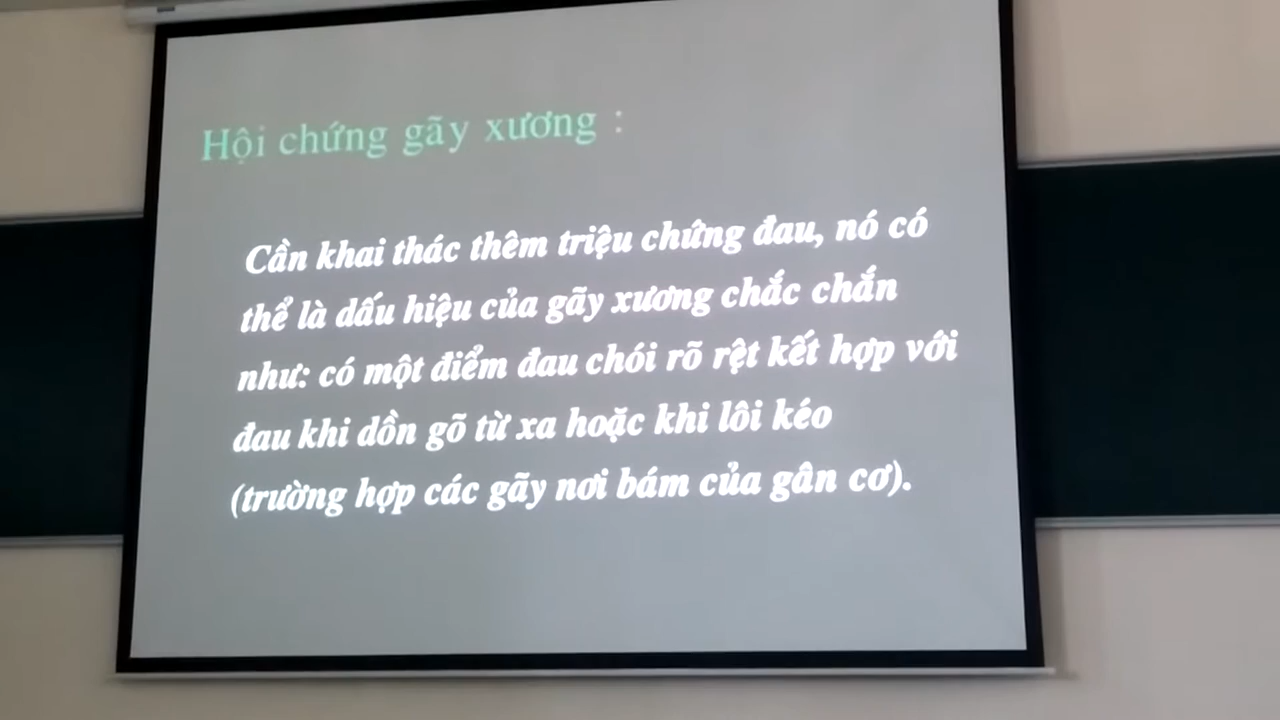 Hội chứng gãy xương :
Cần khai thác thêm triệu chứng đau, nó có
thể là dấu hiệu của gãy xương chắc chắn
như: có một điểm đau chói rõ rệt kết hợp với
đau khi dồn gõ từ xa hoặc khi lôi kéo
(trường hợp các gãy nơi bám của gân cơ).